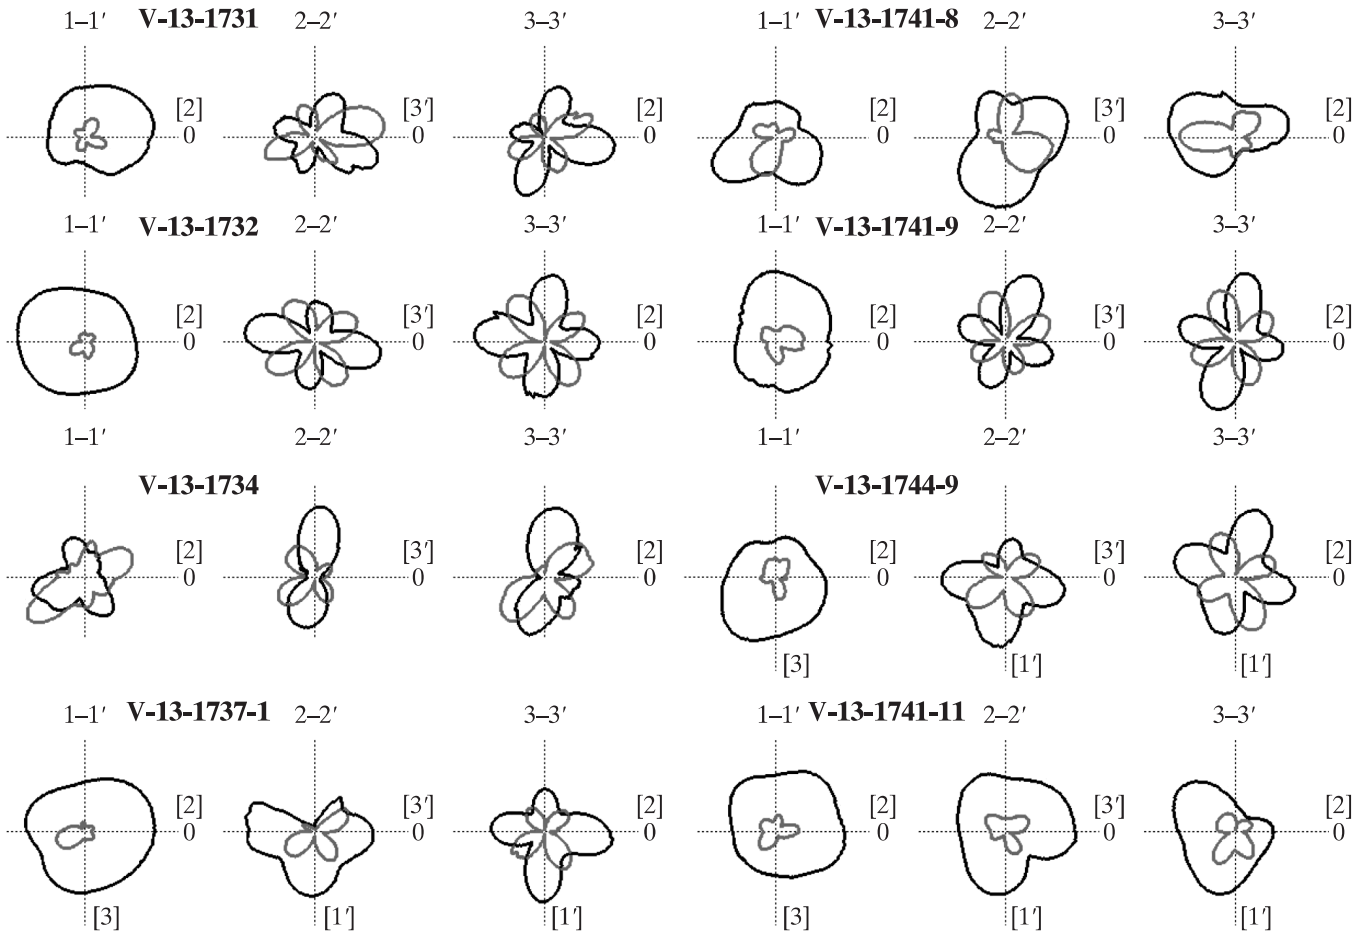 1–1′ V-13-1731 2–2′ 3–3′ 1–1′ V-13-1741-8 2–2′ 3–3′
[2] [3′] [2] [2] [3′] [2]
0 0 0 0 0 0
1–1′ V-13-1732 2–2′ 3–3′ 1–1′ V-13-1741-9 2–2′ 3–3′
[2] [3′] [2] [2] [3′] [2]
0 0 0 0 0 0
1–1′ 2–2′ 3–3′ 1–1′ 2–2′ 3–3′
V-13-1734 V-13-1744-9
[2] [3′] [2] [2] [3′] [2]
0 0 0 0 0 0
[3] [1′] [1′]
1–1′ V-13-1737-1 2–2′ 3–3′ 1–1′ V-13-1741-11 2–2′ 3–3′
[2] [3′] [2] [2] [3′] [2]
0 0 0 0 0 0
[3] [1′] [1′] [3] [1′] [1′]